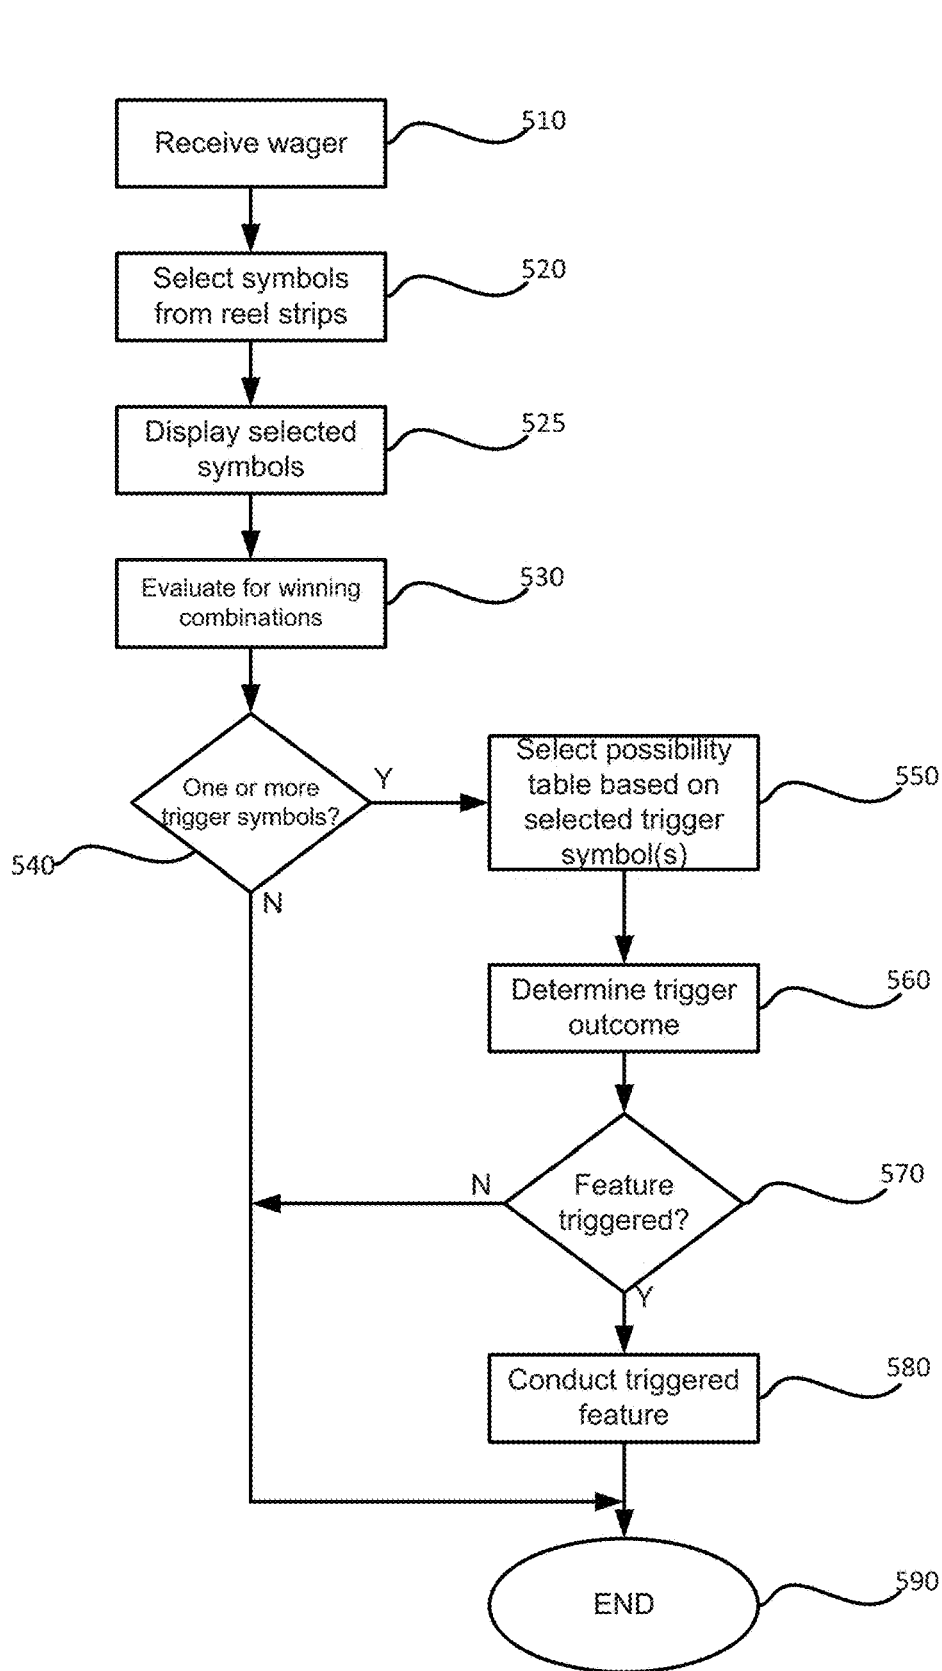 Receive wager
510
Select symbols
from reel strips
520
Display selected
symbols
525
Evaluate for winning
combinations
530
One or more
trigger symbols?
540
Y
N
Select possibility
table based on
selected trigger
symbol(s)
550
Determine trigger
outcome
560
Feature
triggered?
570
N
Y
Conduct triggered
feature
580
END
590